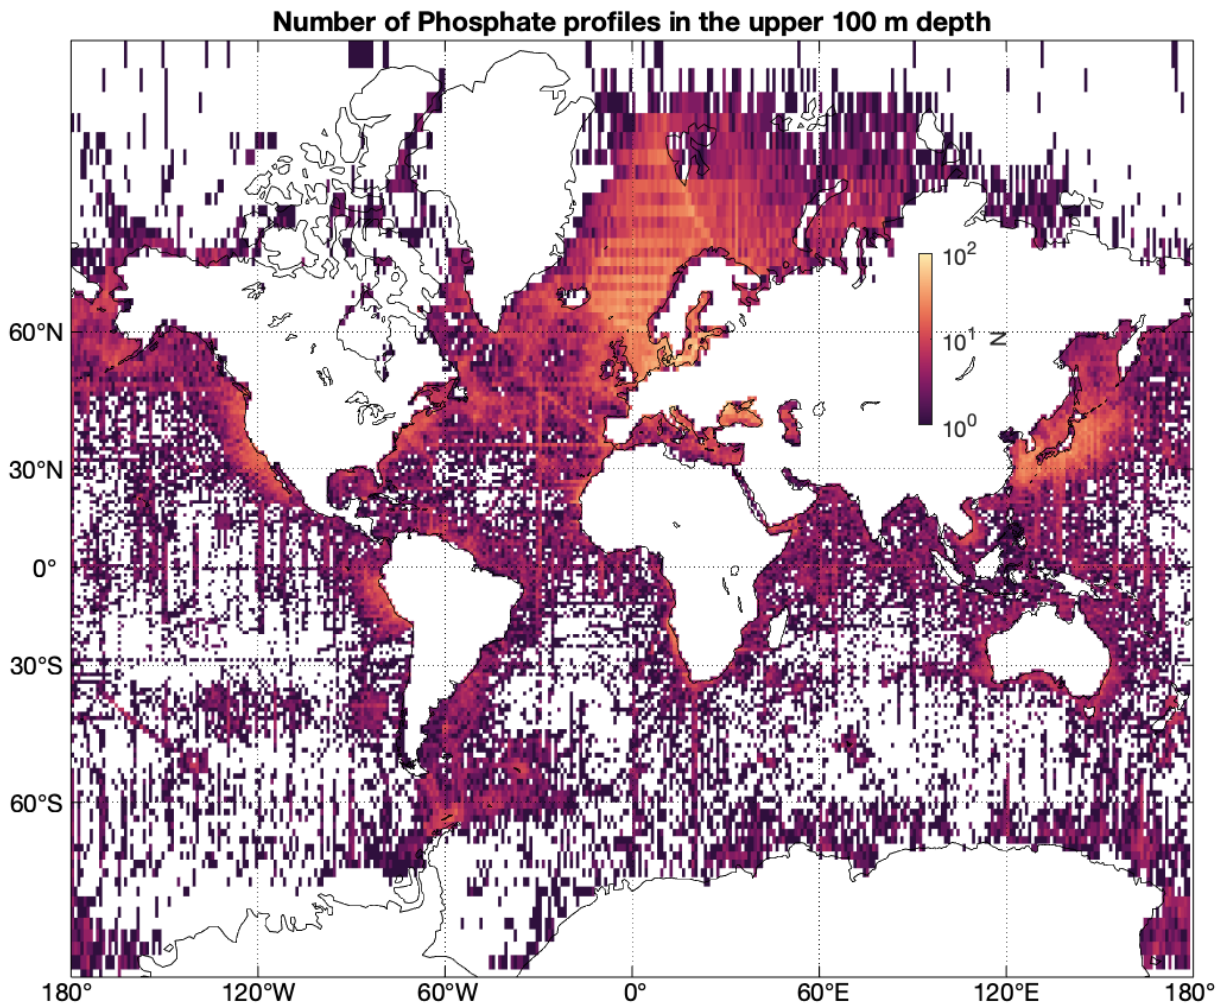 Number of Phosphate profiles in the upper 100 m depth
10²
10¹
N
10⁰
60°N
30°N
0°
30°S
60°S
180° 120°W 60°W 0 60°E 120°E 180°